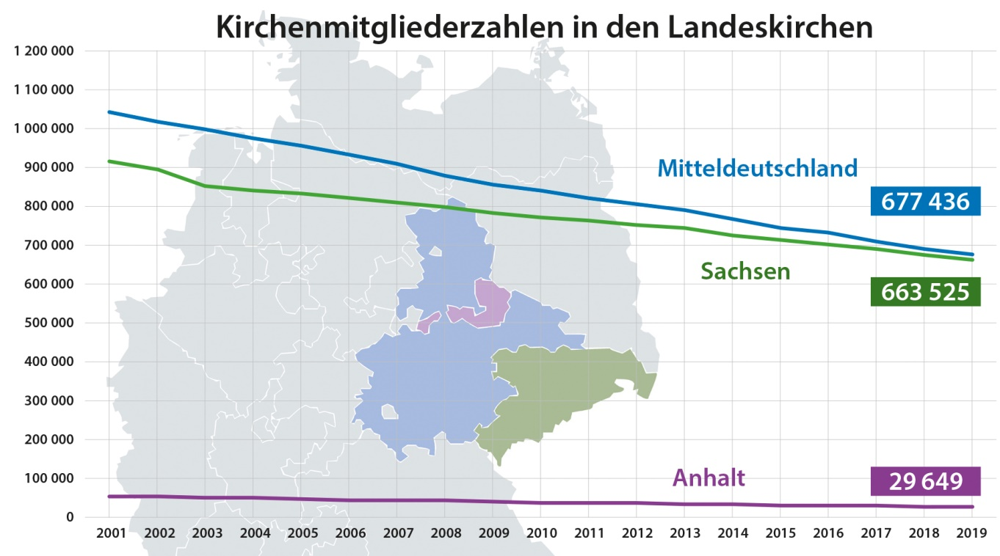 Kirchenmitgliederzahlen in den Landeskirchen
1 200 000
1 100 000
1 000 000
900 000
Mitteldeutschland
800 000
677 436
700 000
Sachsen
600 000
663 525
500 000
400 000
300 000
200 000
100 000
Anhalt
29 649
0
2001 2002 2003 2004 2005 2006 2007 2008 2009 2010 2011 2012 2013 2014 2015 2016 2017 2018 2019